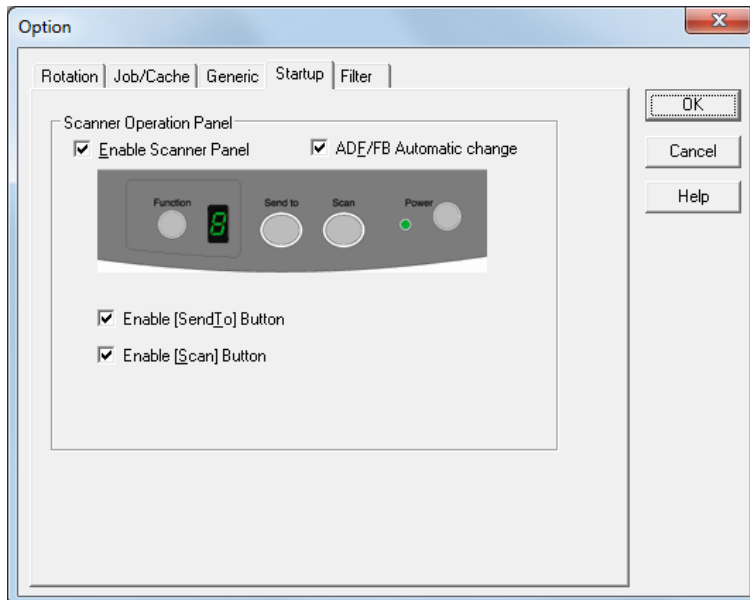 Option
Rotation Job/Cache Generic Startup Filter
OK
Cancel
Help
Scanner Operation Panel
Enable Scanner Panel ADF/FB Automatic change
Function Send to Scan Power
8
Enable [SendTo] Button
Enable [Scan] Button